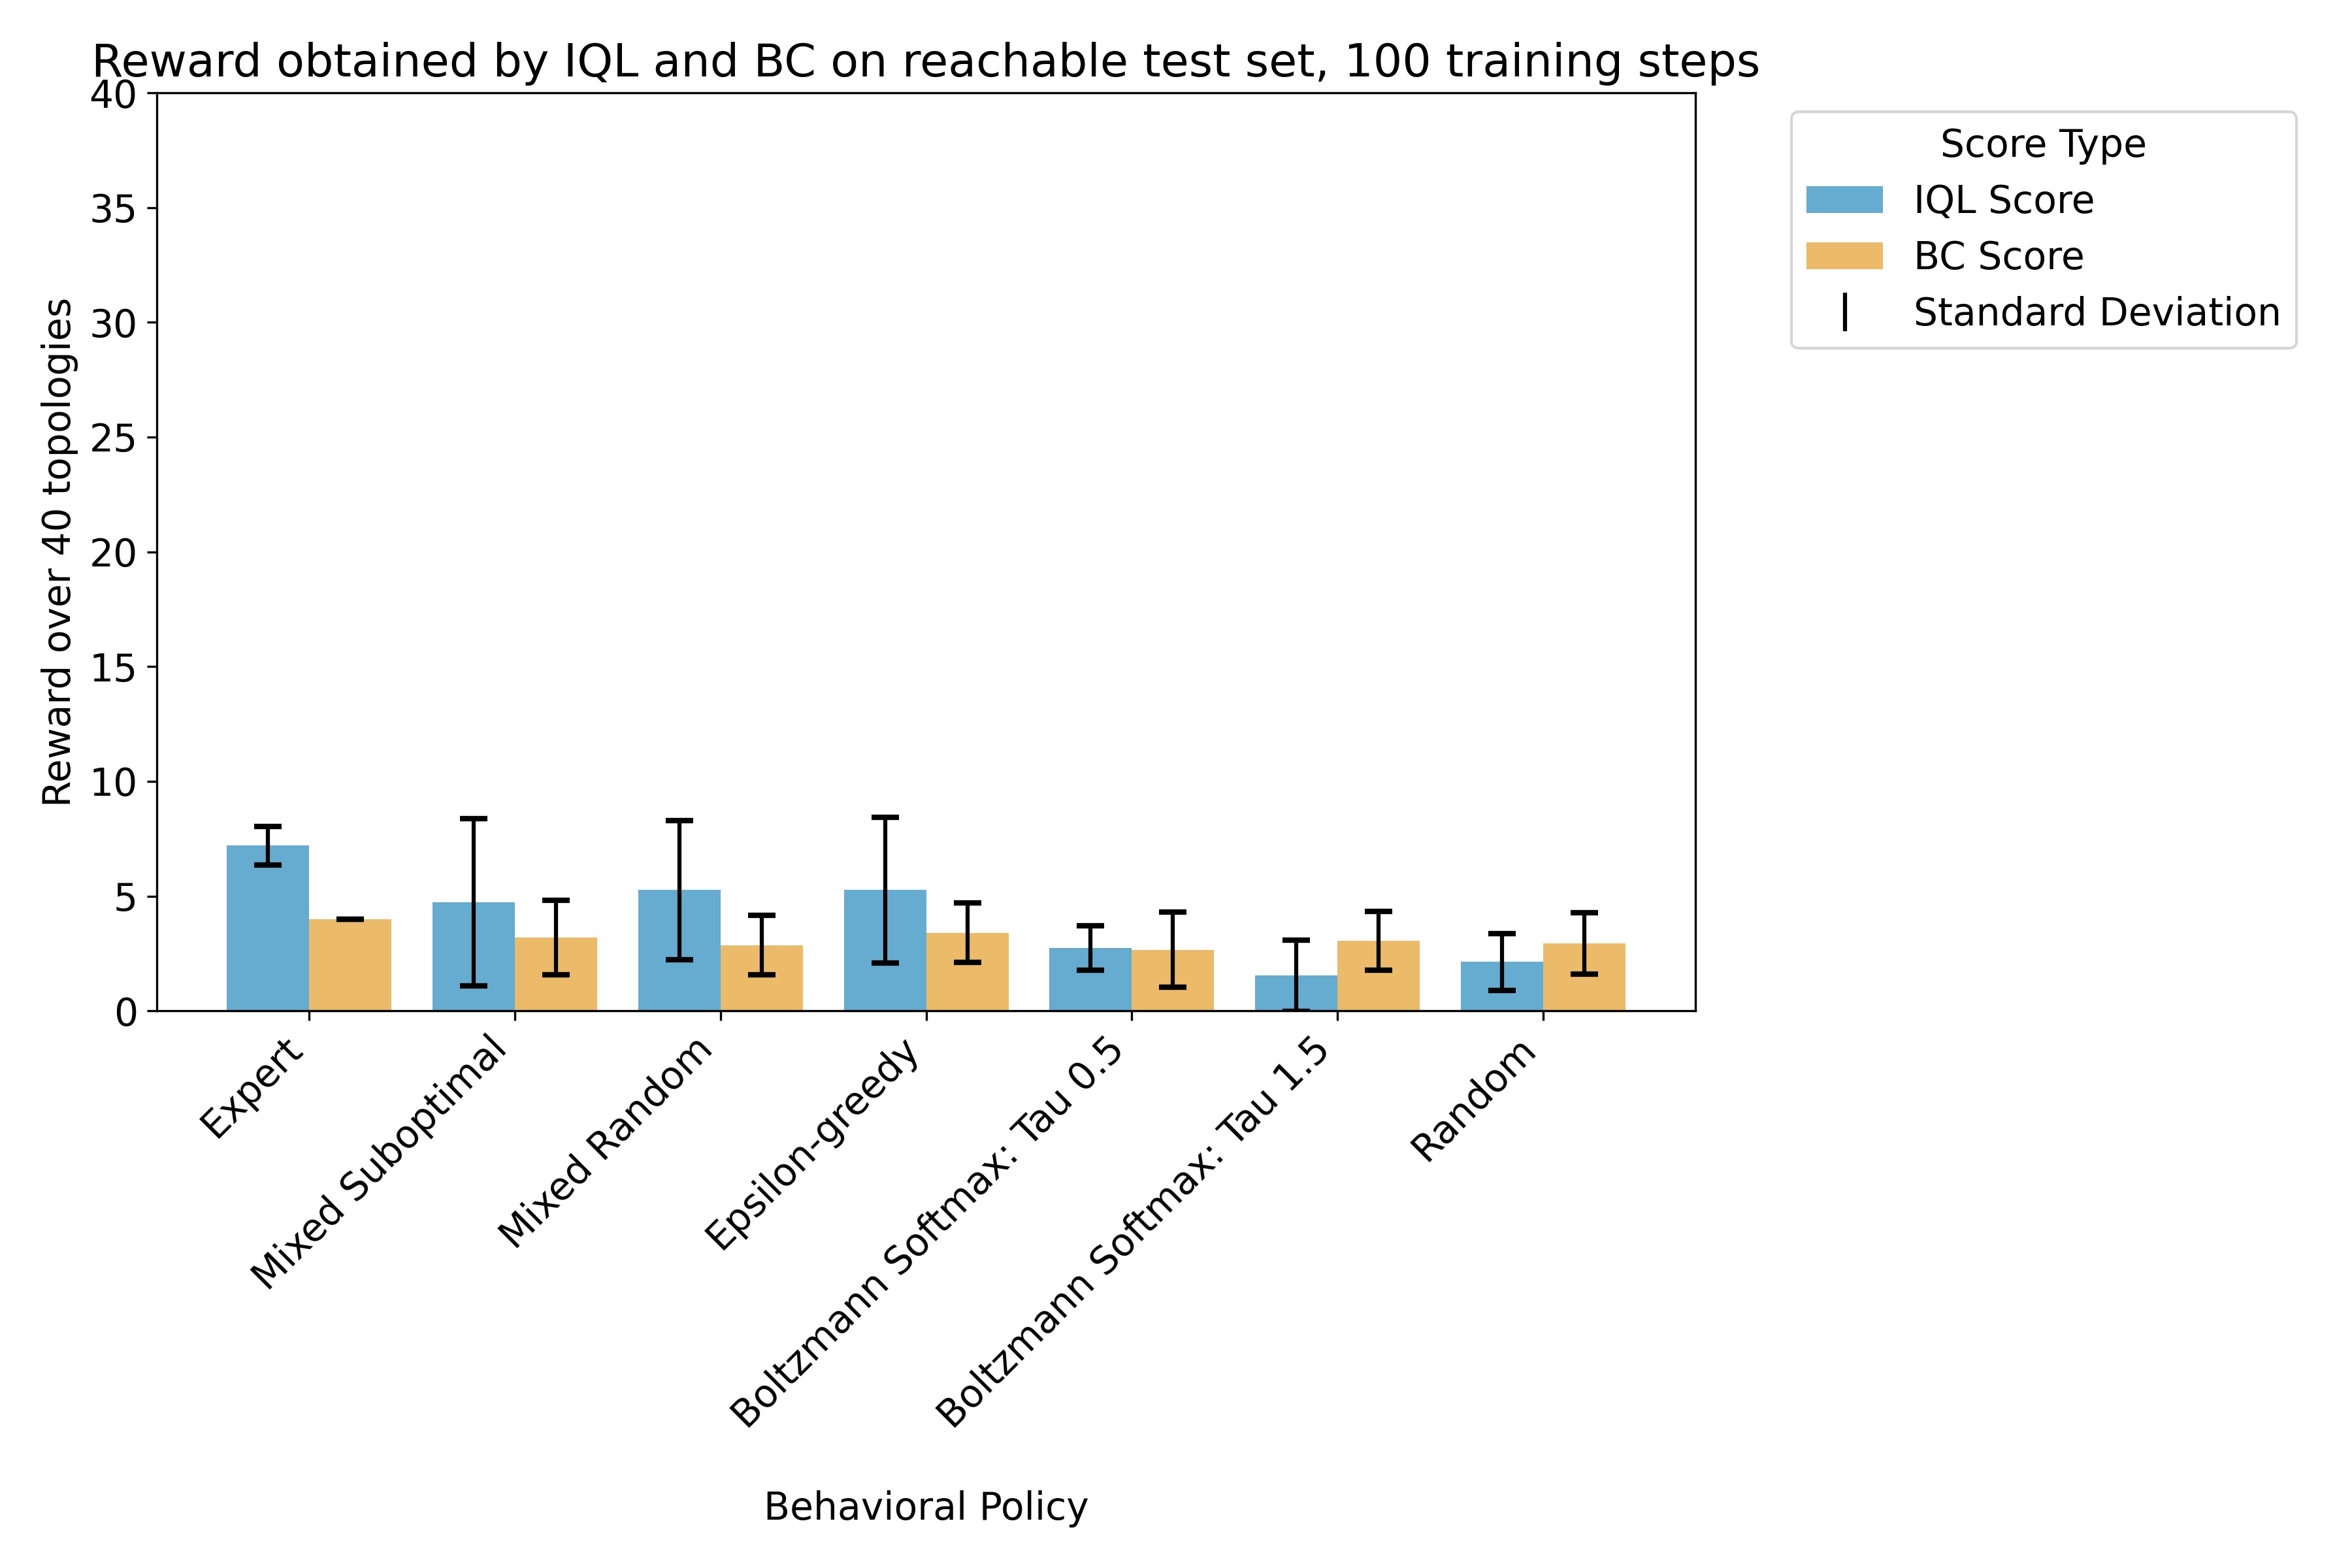 Reward obtained by IQL and BC on reachable test set, 100 training steps
Score Type
IQL Score
BC Score
Standard Deviation
Reward over 40 topologies
40
35
30
25
20
15
10
5
0
Expert
Mixed Suboptimal
Mixed Random
Epsilon-greedy
Boltzmann Softmax: Tau 0.5
Boltzmann Softmax: Tau 1.5
Random
Behavioral Policy